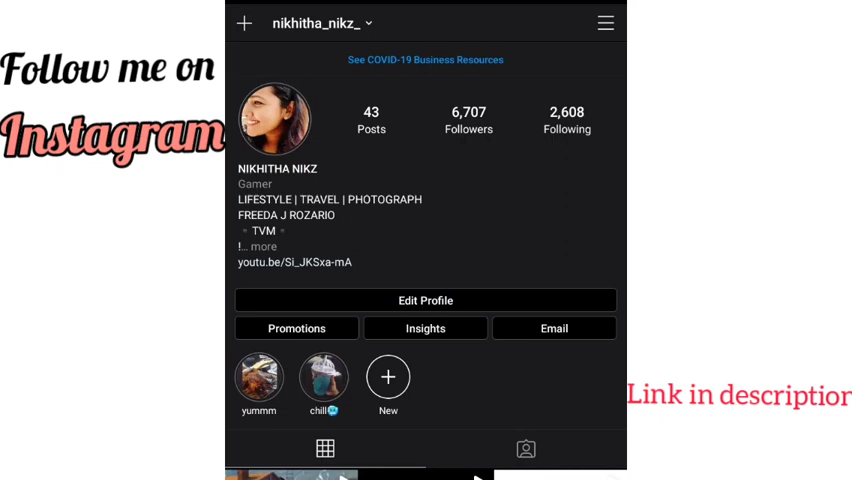 Follow me on
Instagram
nikhitha_nikz_
See COVID-19 Business Resources
43
Posts
6,707
Followers
2,608
Following
NIKHITHA NIKZ
Gamer
LIFESTYLE | TRAVEL | PHOTOGRAPH
FREEDA J ROZARIO
▪️ TVM ▪️
!... more
youtu.be/Si_JKSxa-mA
Edit Profile
Promotions
Insights
Email
yummm
chill🥶
New
Link in description